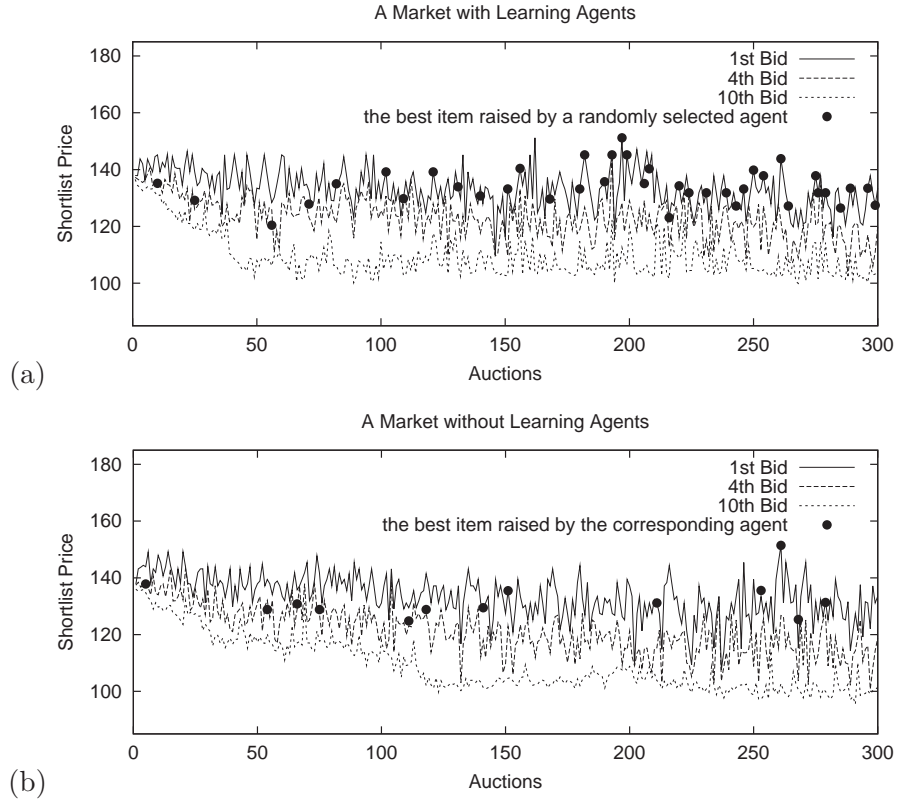 A Market with Learning Agents
180
160
140
120
100
0 50 100 150 200 250 300
Shortlist Price
Auctions
1st Bid
4th Bid
10th Bid
the best item raised by a randomly selected agent
(a)
A Market without Learning Agents
180
160
140
120
100
0 50 100 150 200 250 300
Shortlist Price
Auctions
1st Bid
4th Bid
10th Bid
the best item raised by the corresponding agent
(b)